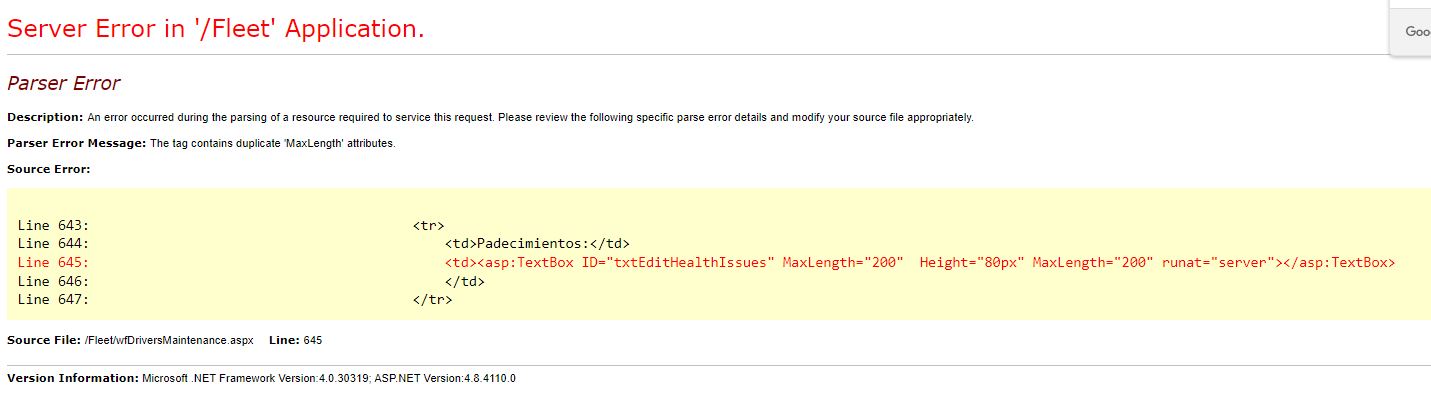 Server Error in '/Fleet' Application.
Goo
Parser Error
Description: An error occurred during the parsing of a resource required to service this request. Please review the following specific parse error details and modify your source file appropriately.
Parser Error Message: The tag contains duplicate 'MaxLength' attributes.
Source Error:
Line 643: <tr>
Line 644: <td>Padecimientos:</td>
Line 645: <td><asp:TextBox ID="txtEditHealthIssues" MaxLength="200"  Height="80px" MaxLength="200" runat="server"></asp:TextBox>
Line 646: </td>
Line 647: </tr>
Source File: /Fleet/wfDriversMaintenance.aspx Line: 645
Version Information: Microsoft .NET Framework Version:4.0.30319; ASP.NET Version:4.8.4110.0